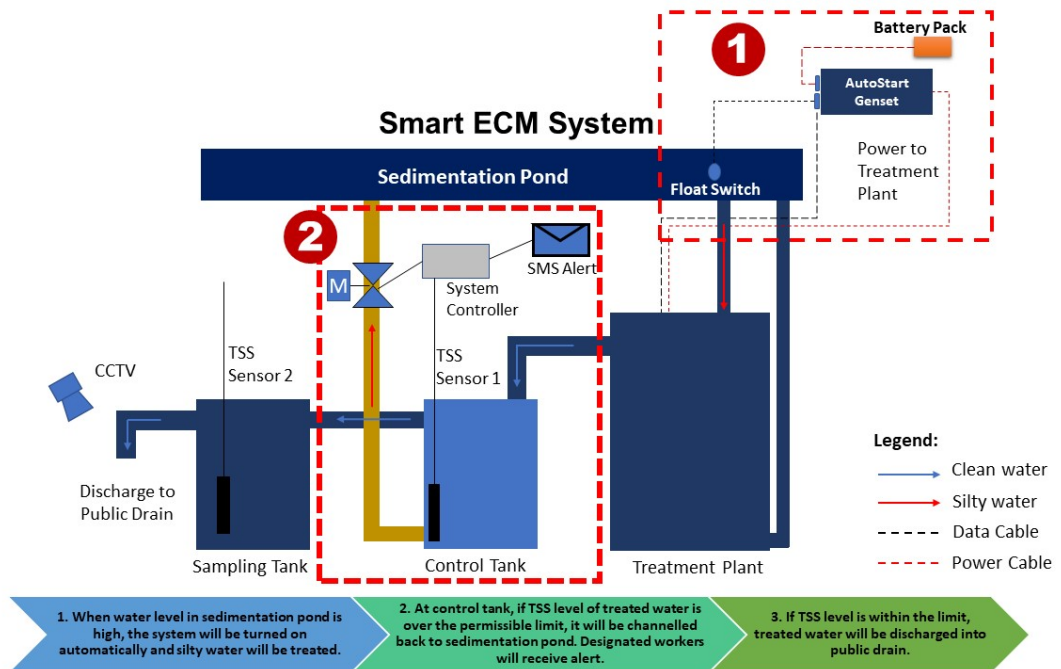 Battery Pack
1
AutoStart
Genset
Smart ECM System
Power to
Treatment
Plant
Sedimentation Pond
Float Switch
2
M
SMS Alert
System
Controller
CCTV
TSS
Sensor 2
TSS
Sensor 1
Legend:
Clean water
Silty water
Data Cable
Power Cable
Discharge to
Public Drain
Sampling Tank
Control Tank
Treatment Plant
1. When water level in sedimentation pond is
high, the system will be turned on
automatically and silty water will be treated.
2. At control tank, if TSS level of treated water is
over the permissible limit, it will be channelled
back to sedimentation pond. Designated workers
will receive alert.
3. If TSS level is within the limit,
treated water will be discharged into
public drain.